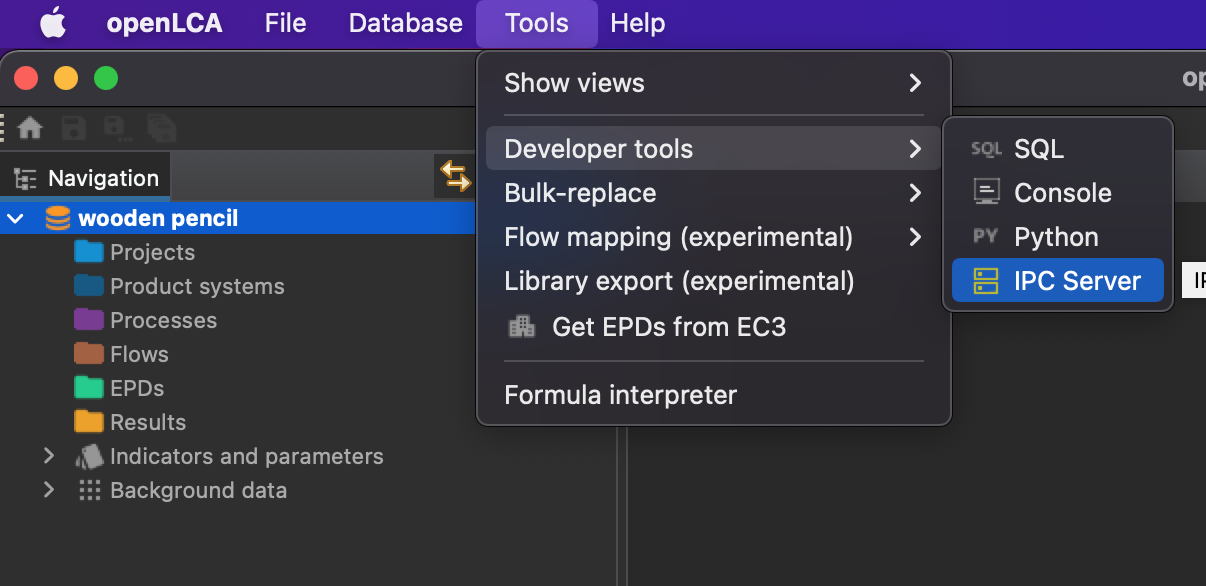 openLCA File Database Tools Help
Show views
Developer tools
Bulk-replace
Flow mapping (experimental)
Library export (experimental)
Get EPDs from EC3
Formula interpreter
SQL SQL
Console
PY Python
IPC Server
Navigation
wooden pencil
Projects
Product systems
Processes
Flows
EPDs
Results
Indicators and parameters
Background data